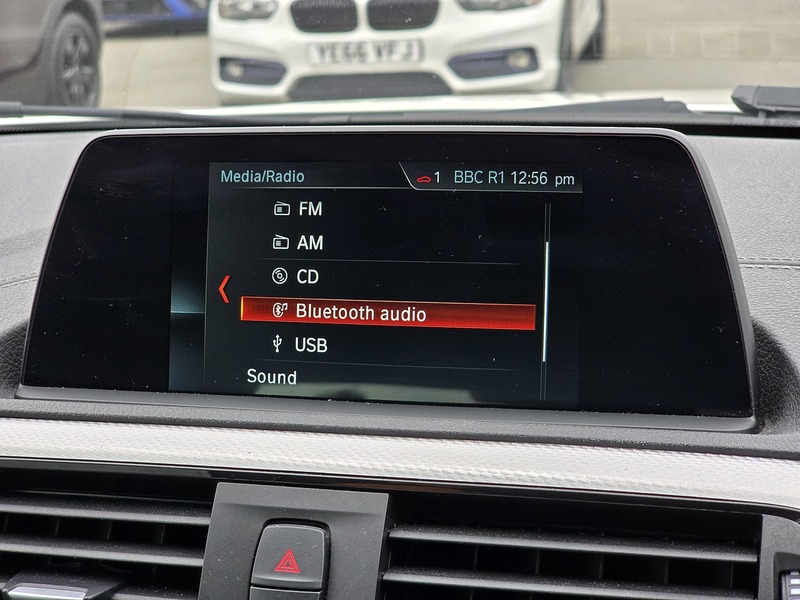 YE66 VFJ
Media/Radio 1 BBC R1 12:56 pm
FM
AM
CD
Bluetooth audio
USB
Sound